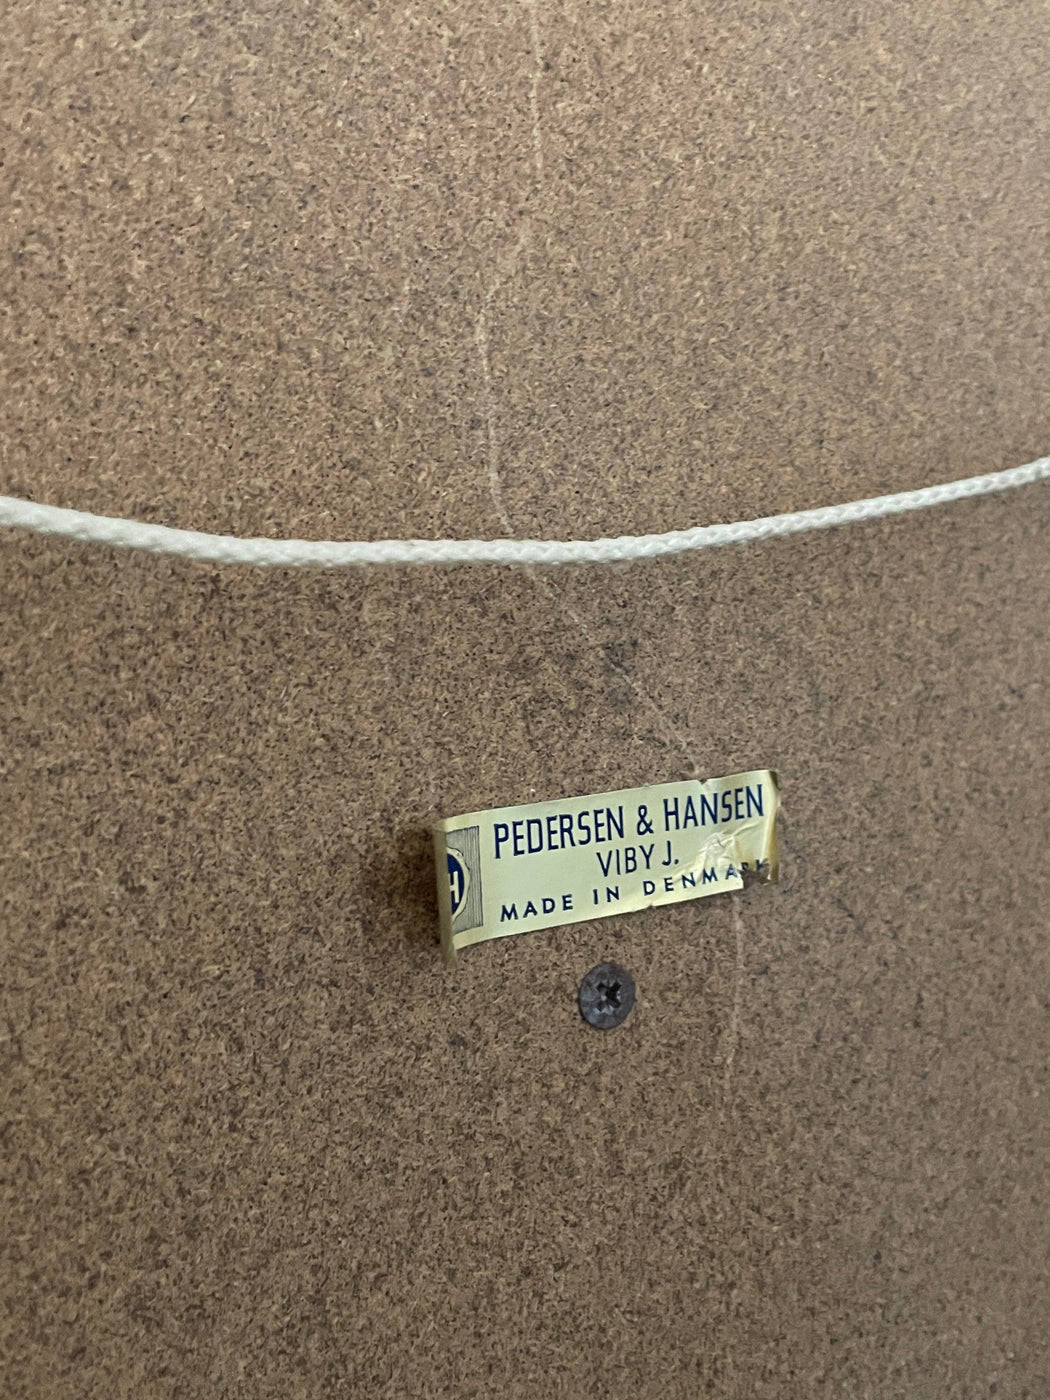 PEDERSEN & HANSEN
VIBY J.
MADE IN DENMARK
H